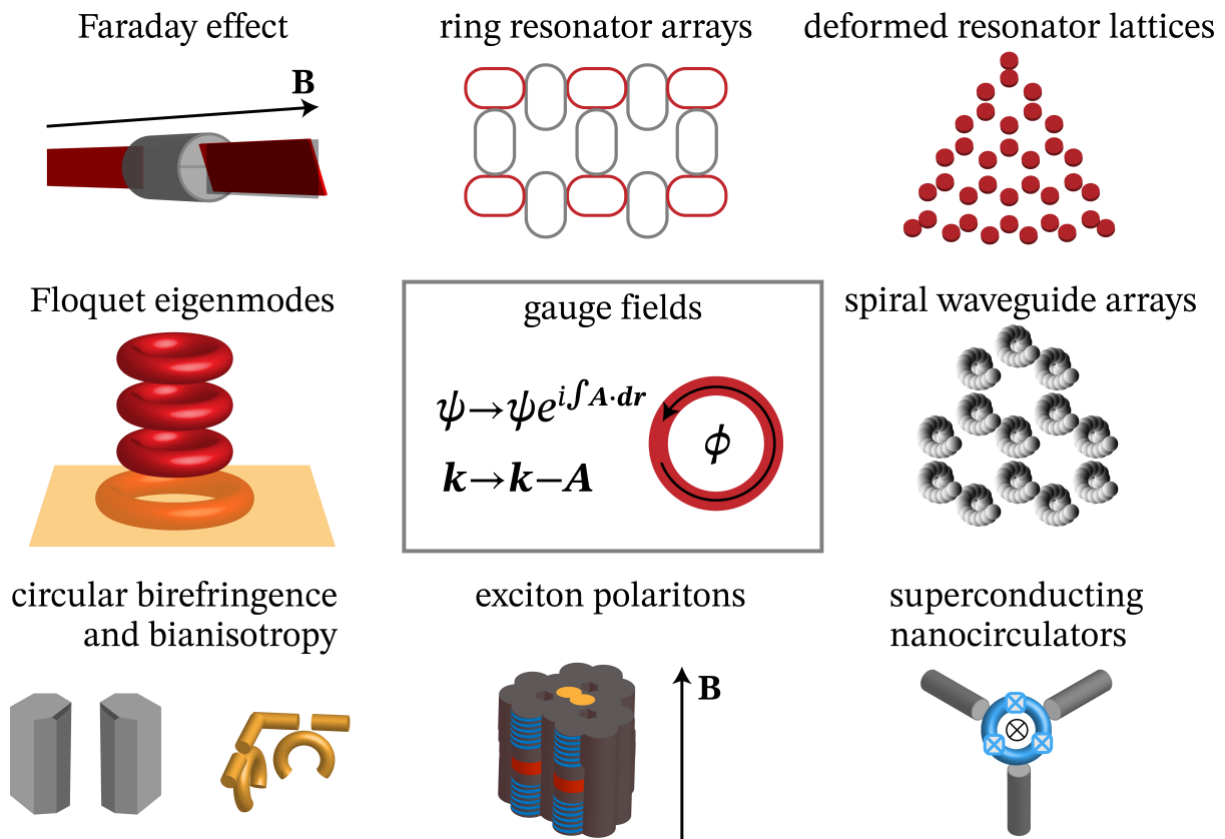 Faraday effect
B
ring resonator arrays
deformed resonator lattices
Floquet eigenmodes
gauge fields
ψ→ψe^{i∫A·dr}
k→k−A
ϕ
spiral waveguide arrays
circular birefringence
and bianisotropy
exciton polaritons
B
superconducting
nanocirculators